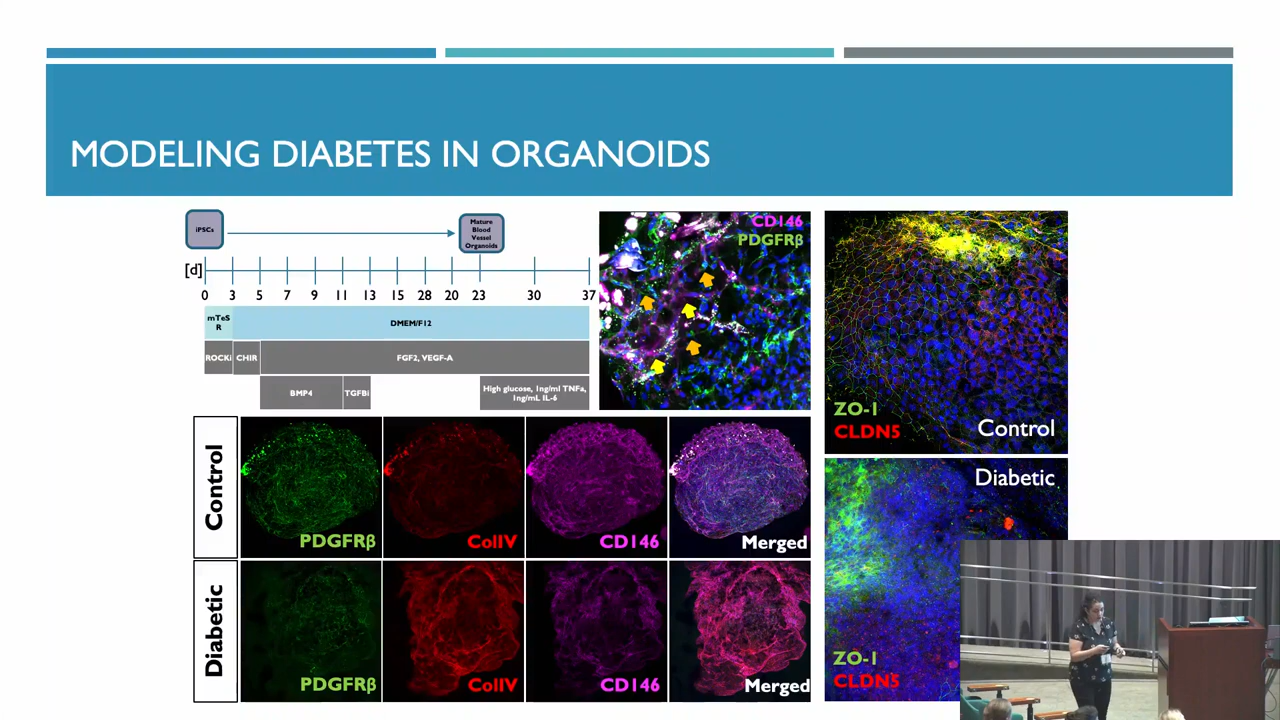 MODELING DIABETES IN ORGANOIDS
iPSCs
Mature
Blood
Vessel
Organoids
[d]
0 3 5 7 9 11 13 15 28 20 23 30 37
mTeS
R
DMEM/F12
ROCKi CHIR FGF2, VEGF-A
BMP4 TGFBi
High glucose, 1ng/ml TNFa,
1ng/mL IL-6
CD146
PDGFRβ
ZO-1
CLDN5
Control
Control
PDGFRβ
ColIV
CD146
Merged
Diabetic
PDGFRβ
ColIV
CD146
Merged
Diabetic
ZO-1
CLDN5